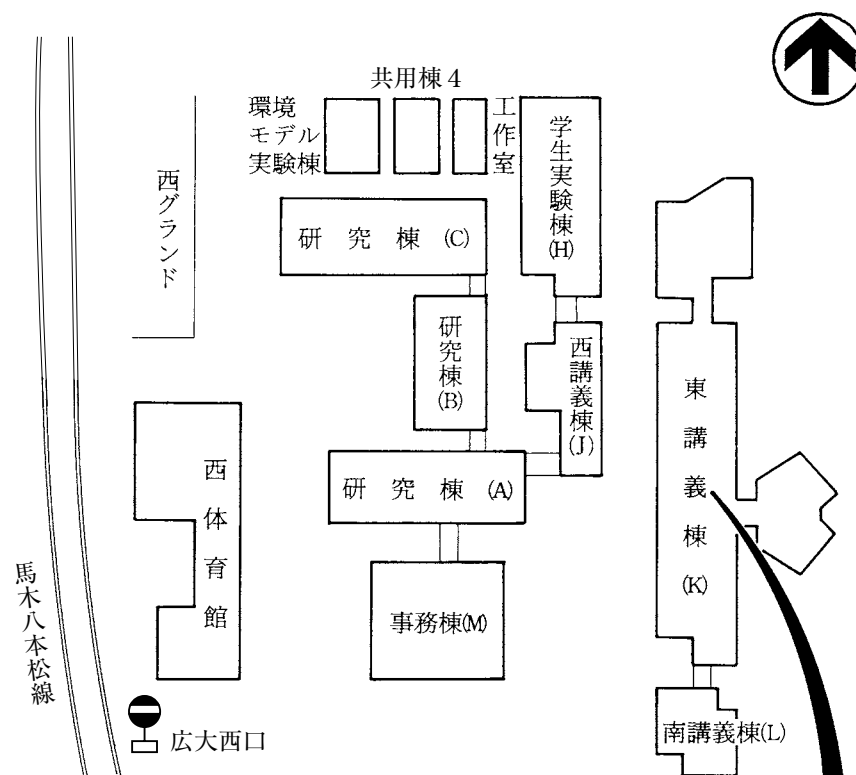 共用棟4
環境
モデル
実験棟
工作室
学生実験棟(H)
西グランド
研究棟(C)
研究棟(B)
西講義棟(J)
東講義棟(K)
研究棟(A)
西体育館
事務棟(M)
馬木八本松線
南講義棟(L)
広大西口